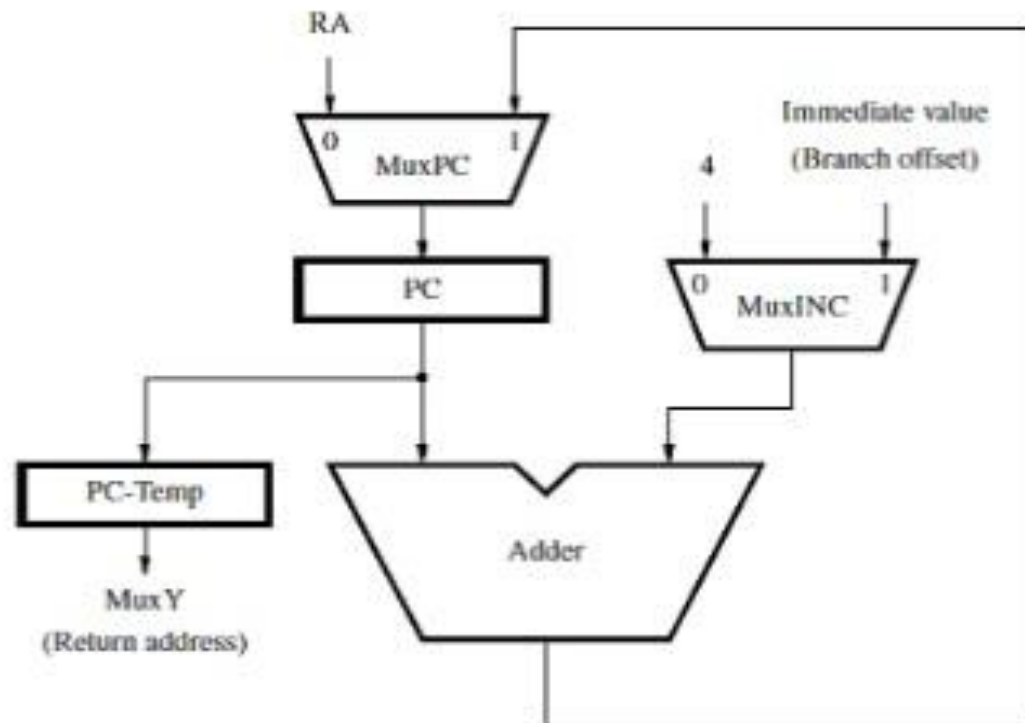 RA
Immediate value
(Branch offset)
4
0
1
MuxPC
PC
0
1
MuxINC
PC-Temp
Adder
MuxY
(Return address)